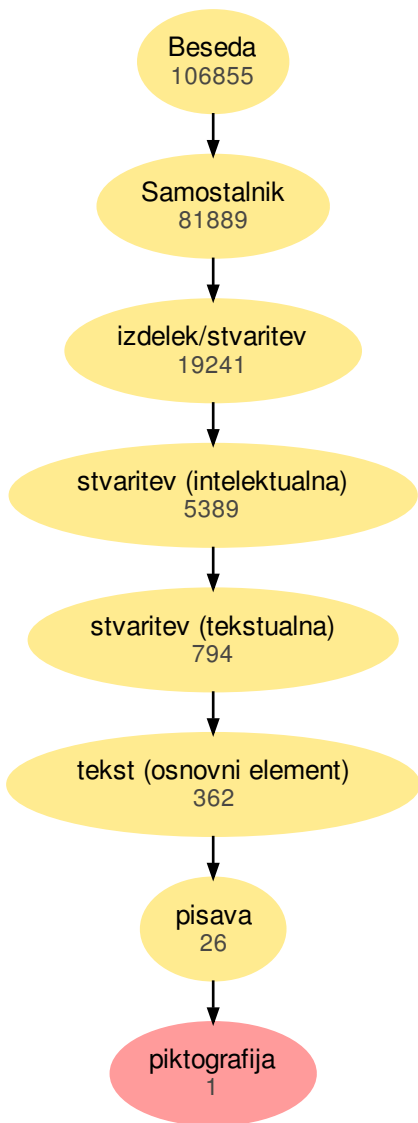 Beseda
106855
Samostalnik
81889
izdelek/stvaritev
19241
stvaritev (intelektualna)
5389
stvaritev (tekstualna)
794
tekst (osnovni element)
362
pisava
26
piktografija
1